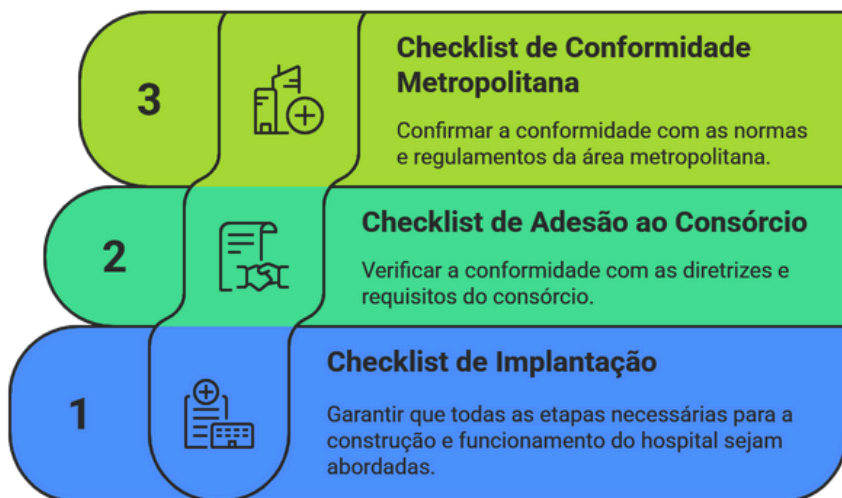 3
Checklist de Conformidade
Metropolitana
Confirmar a conformidade com as normas
e regulamentos da área metropolitana.
2
Checklist de Adesão ao Consórcio
Verificar a conformidade com as diretrizes e
requisitos do consórcio.
1
Checklist de Implantação
Garantir que todas as etapas necessárias para a
construção e funcionamento do hospital sejam
abordadas.